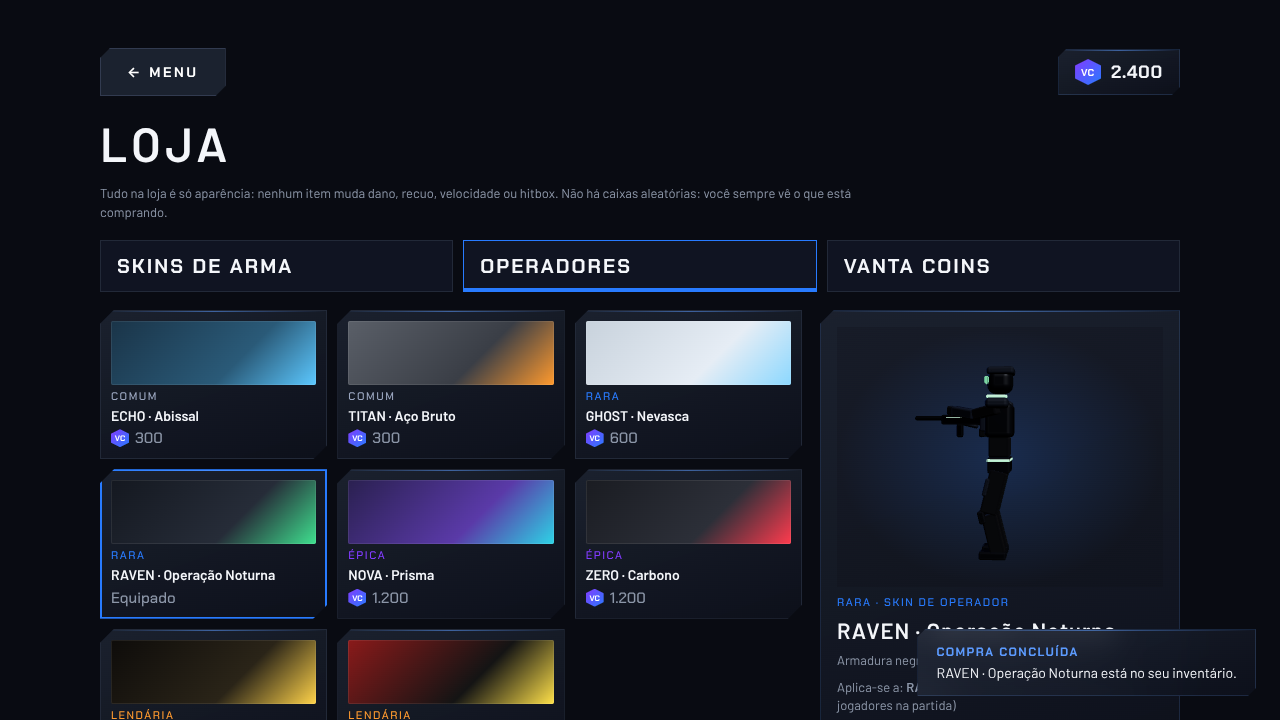 ← MENU
VC 2.400
LOJA
Tudo na loja é só aparência: nenhum item muda dano, recuo, velocidade ou hitbox. Não há caixas aleatórias: você sempre vê o que está
comprando.
SKINS DE ARMA
OPERADORES
VANTA COINS
COMUM
ECHO · Abissal
VC 300
COMUM
TITAN · Aço Bruto
VC 300
RARA
GHOST · Nevasca
VC 600
RARA
RAVEN · Operação Noturna
Equipado
ÉPICA
NOVA · Prisma
VC 1.200
ÉPICA
ZERO · Carbono
VC 1.200
LENDÁRIA
LENDÁRIA
RARA · SKIN DE OPERADOR
RAVEN · Operação Noturna
Armadura
Aplica-se a:
jogadores na partida)
COMPRA CONCLUÍDA
RAVEN · Operação Noturna está no seu inventário.